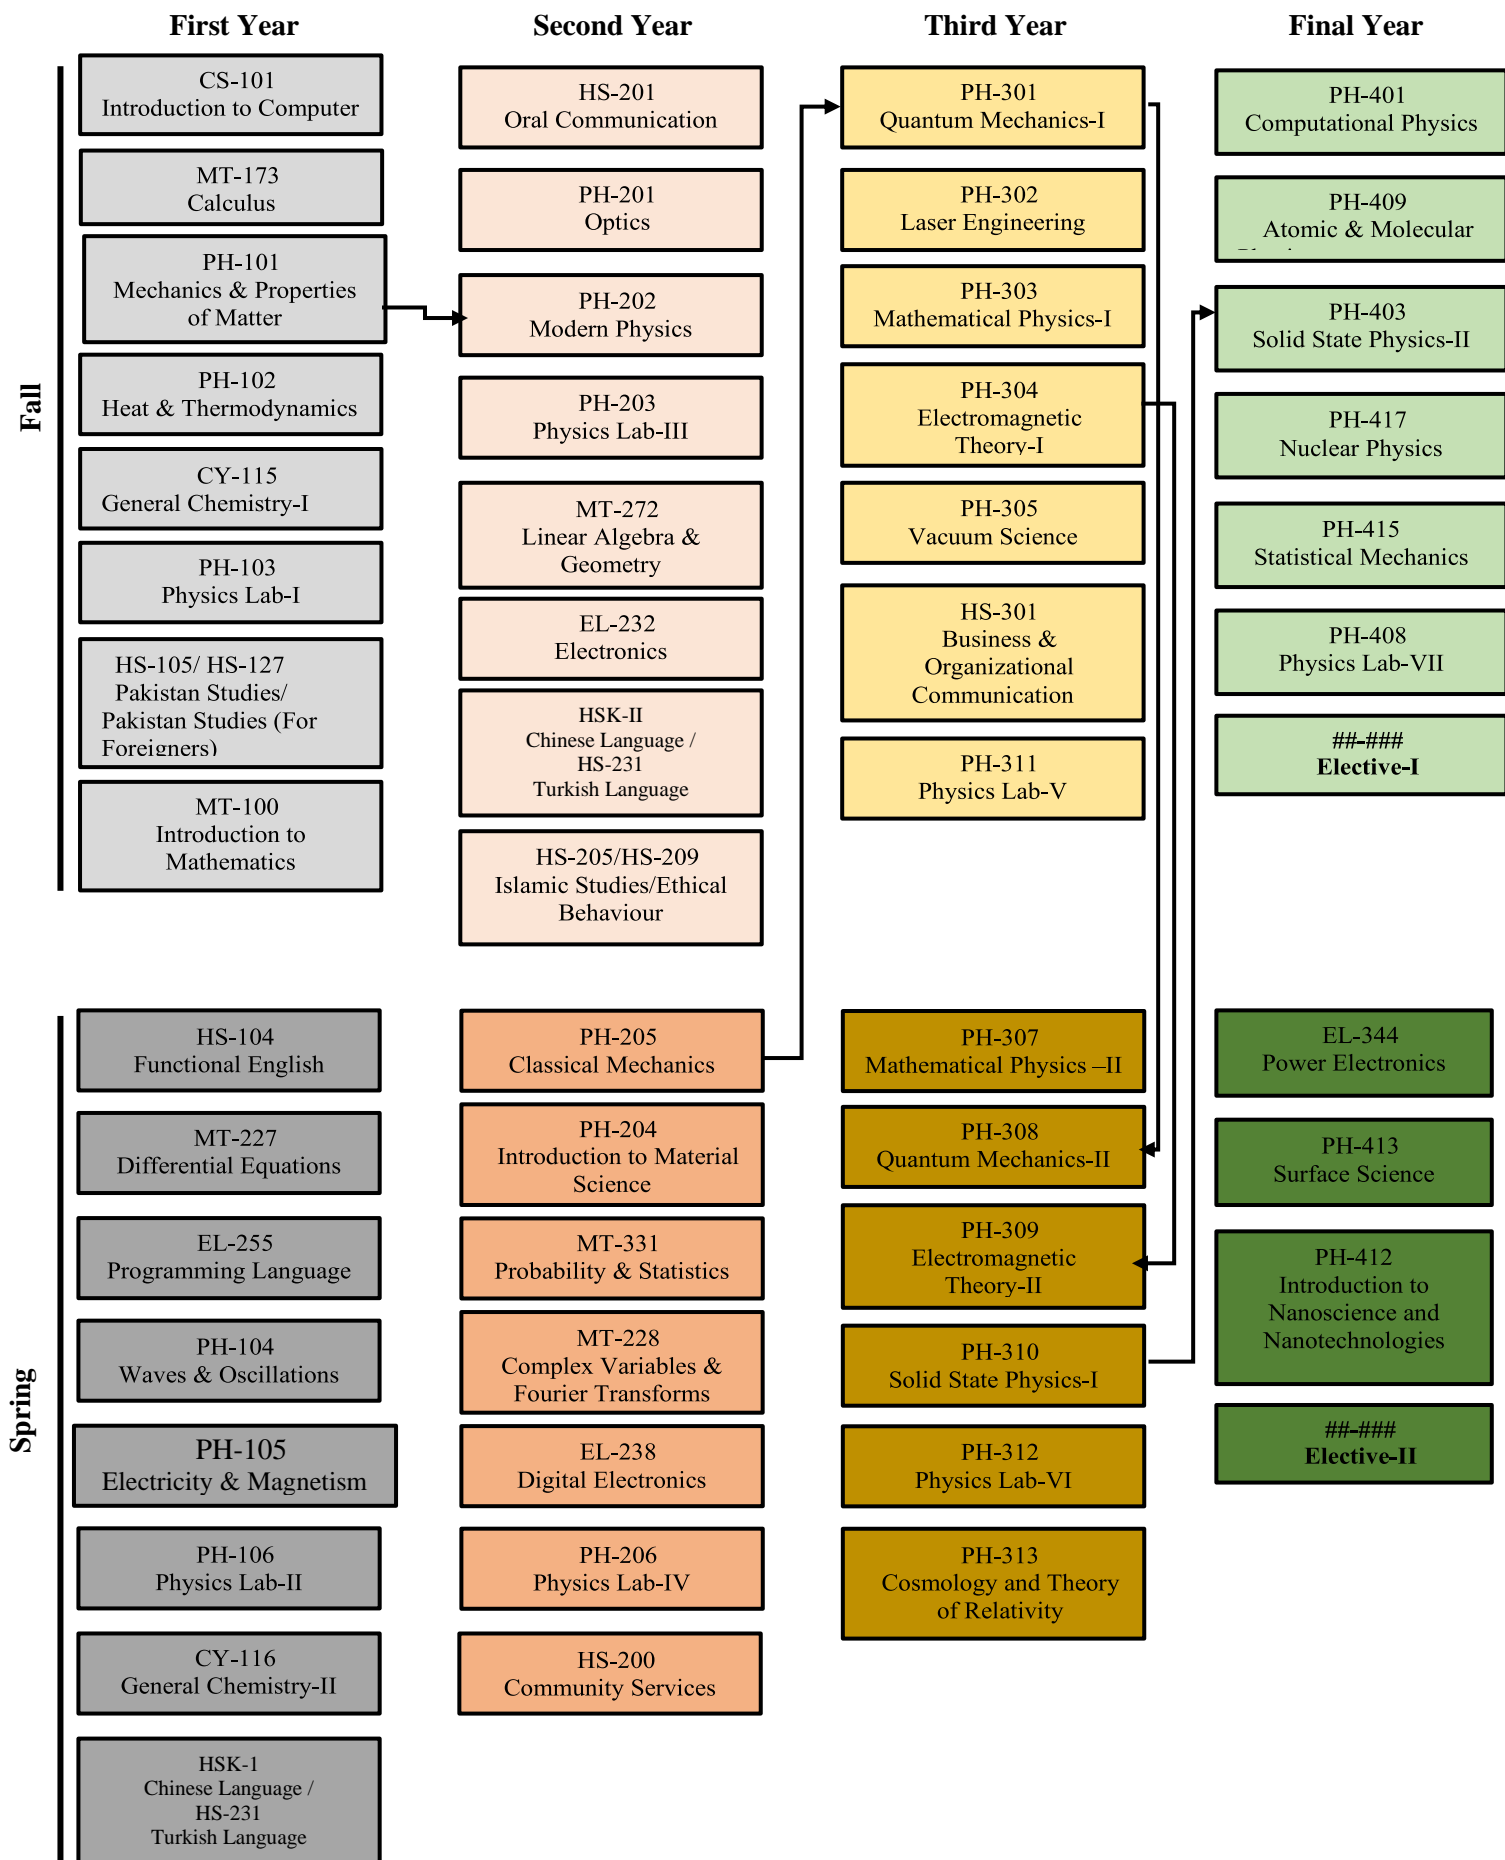 First Year
Second Year
Third Year
Final Year
Fall
CS-101
Introduction to Computer
MT-173
Calculus
PH-101
Mechanics & Properties
of Matter
PH-102
Heat & Thermodynamics
CY-115
General Chemistry-I
PH-103
Physics Lab-I
HS-105/ HS-127
Pakistan Studies/
Pakistan Studies (For
Foreigners)
MT-100
Introduction to
Mathematics
HS-201
Oral Communication
PH-201
Optics
PH-202
Modern Physics
PH-203
Physics Lab-III
MT-272
Linear Algebra &
Geometry
EL-232
Electronics
HSK-II
Chinese Language /
HS-231
Turkish Language
HS-205/HS-209
Islamic Studies/Ethical
Behaviour
PH-301
Quantum Mechanics-I
PH-302
Laser Engineering
PH-303
Mathematical Physics-I
PH-304
Electromagnetic
Theory-I
PH-305
Vacuum Science
HS-301
Business &
Organizational
Communication
PH-311
Physics Lab-V
PH-401
Computational Physics
PH-409
Atomic & Molecular
PH-403
Solid State Physics-II
PH-417
Nuclear Physics
PH-415
Statistical Mechanics
PH-408
Physics Lab-VII
##-###
Elective-I
Spring
HS-104
Functional English
MT-227
Differential Equations
EL-255
Programming Language
PH-104
Waves & Oscillations
PH-105
Electricity & Magnetism
PH-106
Physics Lab-II
CY-116
General Chemistry-II
HSK-1
Chinese Language /
HS-231
Turkish Language
PH-205
Classical Mechanics
PH-204
Introduction to Material
Science
MT-331
Probability & Statistics
MT-228
Complex Variables &
Fourier Transforms
EL-238
Digital Electronics
PH-206
Physics Lab-IV
HS-200
Community Services
PH-307
Mathematical Physics –II
PH-308
Quantum Mechanics-II
PH-309
Electromagnetic
Theory-II
PH-310
Solid State Physics-I
PH-312
Physics Lab-VI
PH-313
Cosmology and Theory
of Relativity
EL-344
Power Electronics
PH-413
Surface Science
PH-412
Introduction to
Nanoscience and
Nanotechnologies
##-###
Elective-II